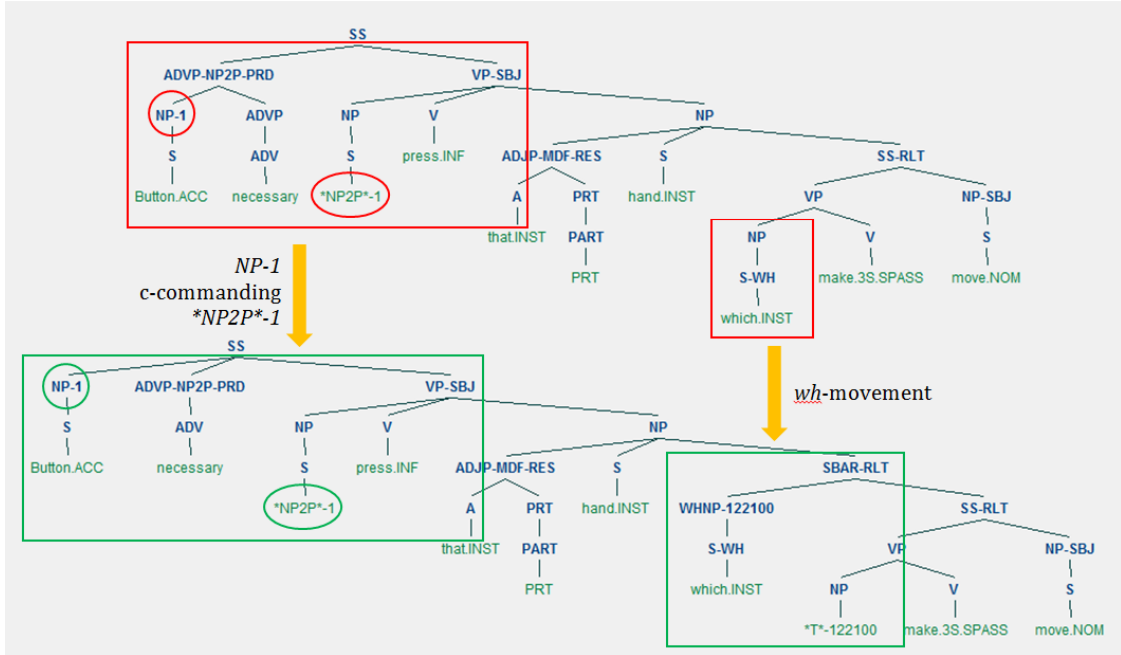 SS
ADVP-NP2P-PRD VP-SBJ
NP-1 ADVP NP V NP
S ADV S press.INF ADJP-MDF-RES S SS-RLT
Button.ACC necessary *NP2P*-1 A PRT hand.INST VP NP-SBJ
that.INST PART NP V S
PRT S-WH make.3S.SPASS move.NOM
which.INST
NP-1
c-commanding
*NP2P*-1
wh-movement
SS
NP-1 ADVP-NP2P-PRD VP-SBJ
S ADV NP V NP
Button.ACC necessary S press.INF ADJP-MDF-RES S SBAR-RLT
*NP2P*-1 A PRT hand.INST WHNP-122100 SS-RLT
that.INST PART S-WH VP NP-SBJ
PRT which.INST NP V S
*T*-122100 make.3S.SPASS move.NOM